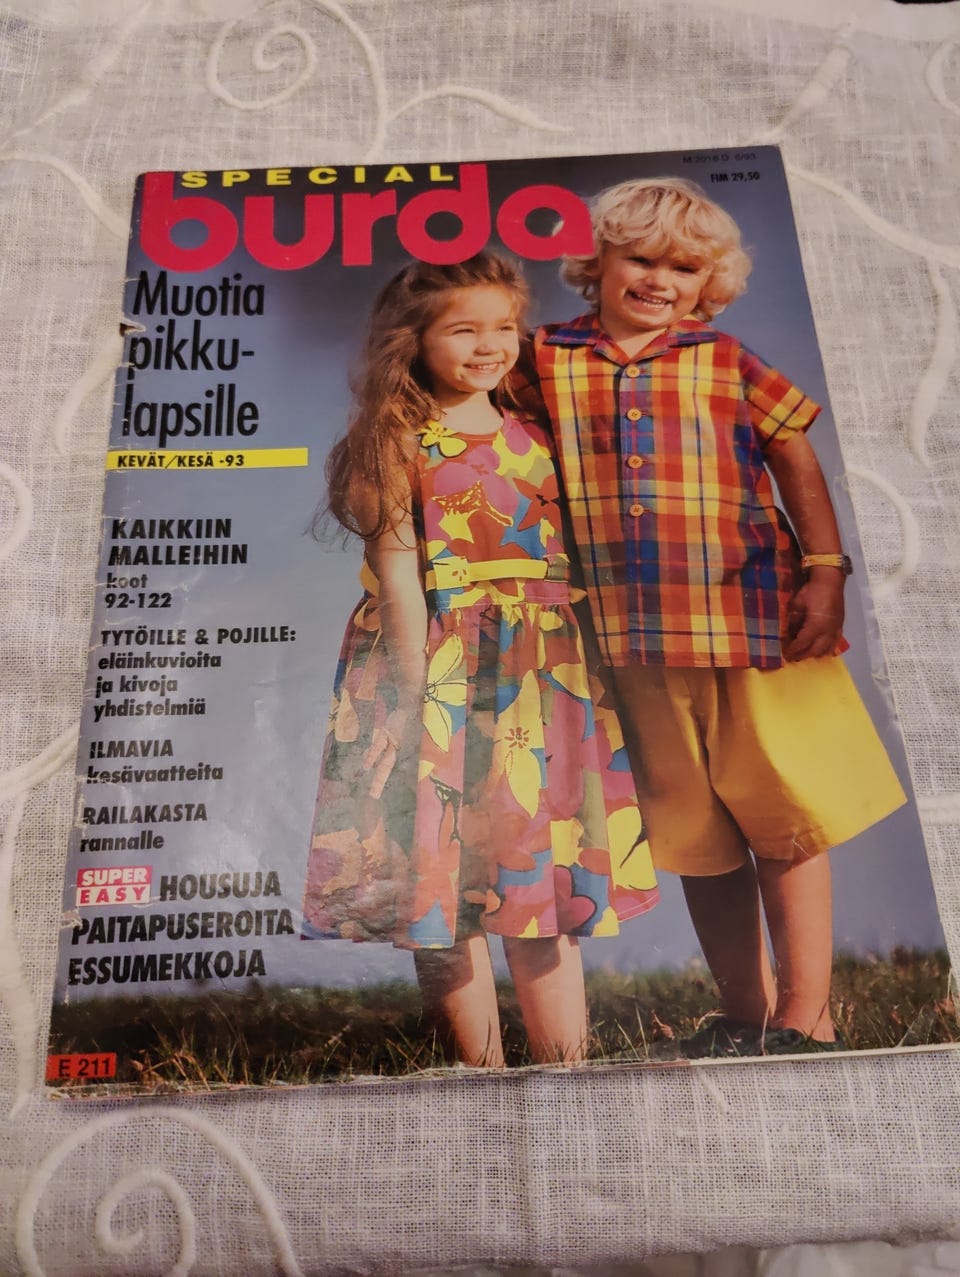 SPECIAL
burda
M 2018 D 6/93
FIM 29,50
Muotia
pikku-
lapsille
KEVÄT/KESÄ -93
KAIKKIIN
MALLEIHIN
koot
92-122
TYTÖILLE & POJILLE:
eläinkuvioita
ja kivoja
yhdistelmiä
ILMAVIA
kesävaatteita
RAILAKASTA
rannalle
SUPER
EASY HOUSUJA
PAITAPUSEROITA
ESSUMEKKOJA
E 211